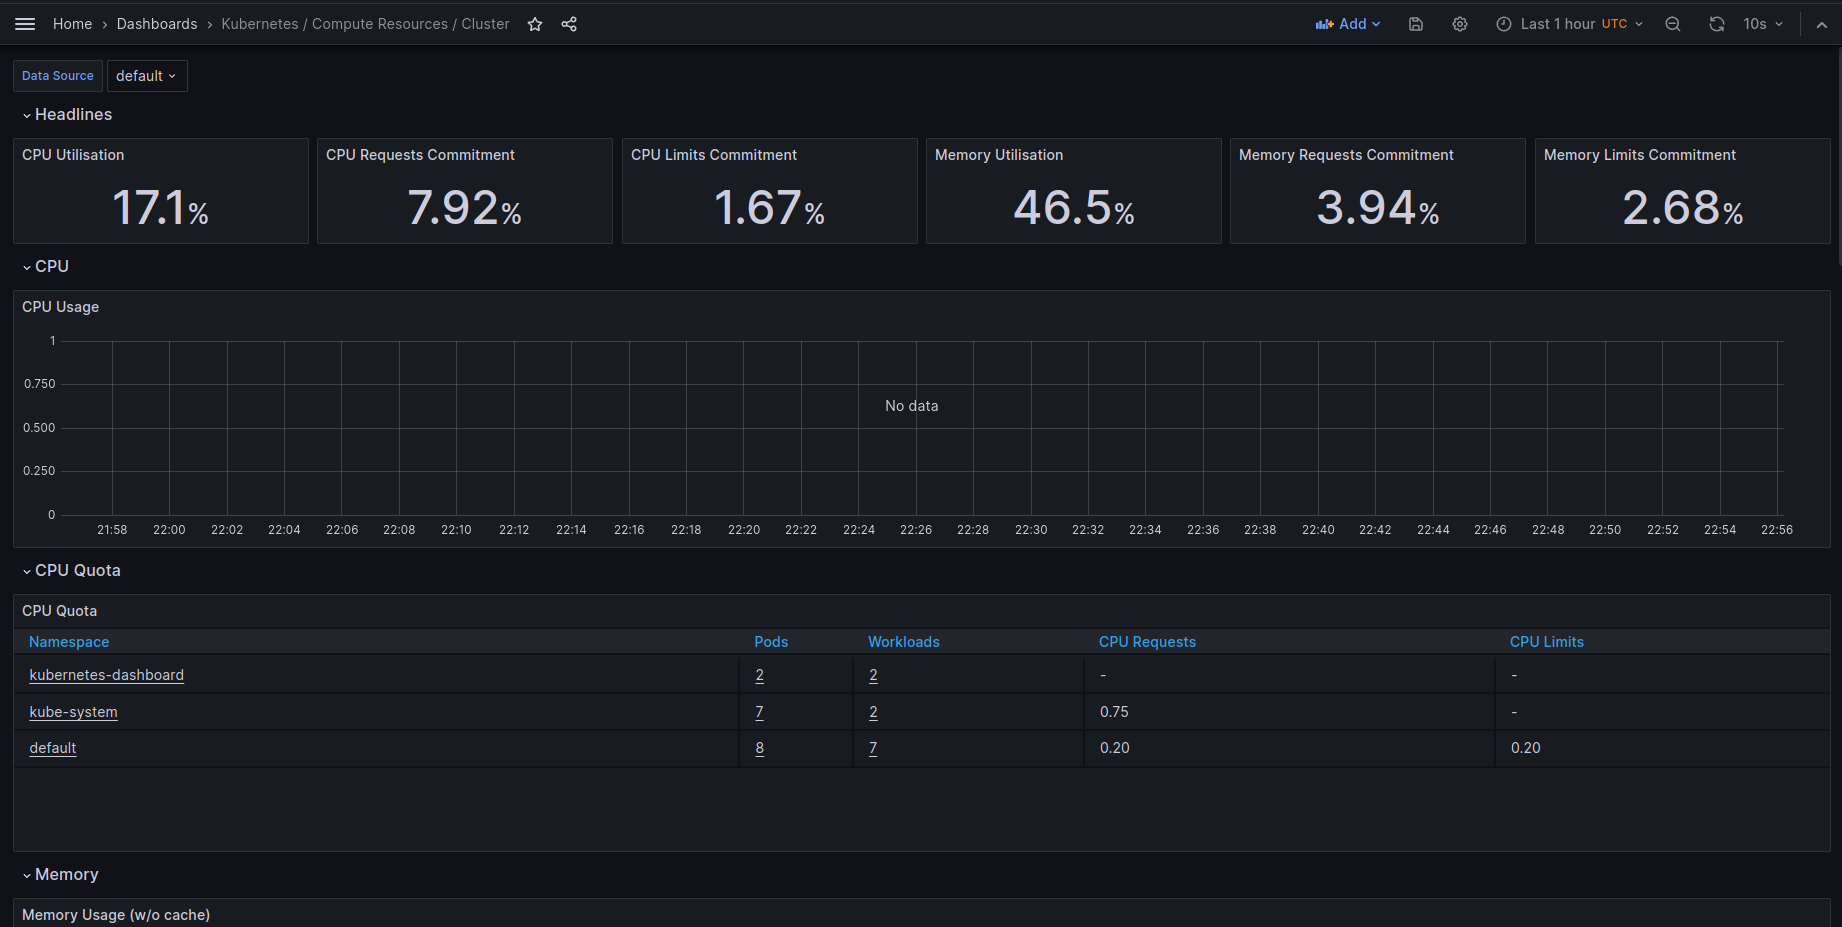 Home > Dashboards > Kubernetes / Compute Resources / Cluster Add Last 1 hour UTC 10s
Data Source default
Headlines
CPU Utilisation CPU Requests Commitment CPU Limits Commitment Memory Utilisation Memory Requests Commitment Memory Limits Commitment
17.1% 7.92% 1.67% 46.5% 3.94% 2.68%
CPU
CPU Usage
1
0.750
No data
0.500
0.250
0
21:58 22:00 22:02 22:04 22:06 22:08 22:10 22:12 22:14 22:16 22:18 22:20 22:22 22:24 22:26 22:28 22:30 22:32 22:34 22:36 22:38 22:40 22:42 22:44 22:46 22:48 22:50 22:52 22:54 22:56
CPU Quota
CPU Quota
Namespace Pods Workloads CPU Requests CPU Limits
kubernetes-dashboard 2 2 - -
kube-system 7 2 0.75 -
default 8 7 0.20 0.20
Memory
Memory Usage (w/o cache)